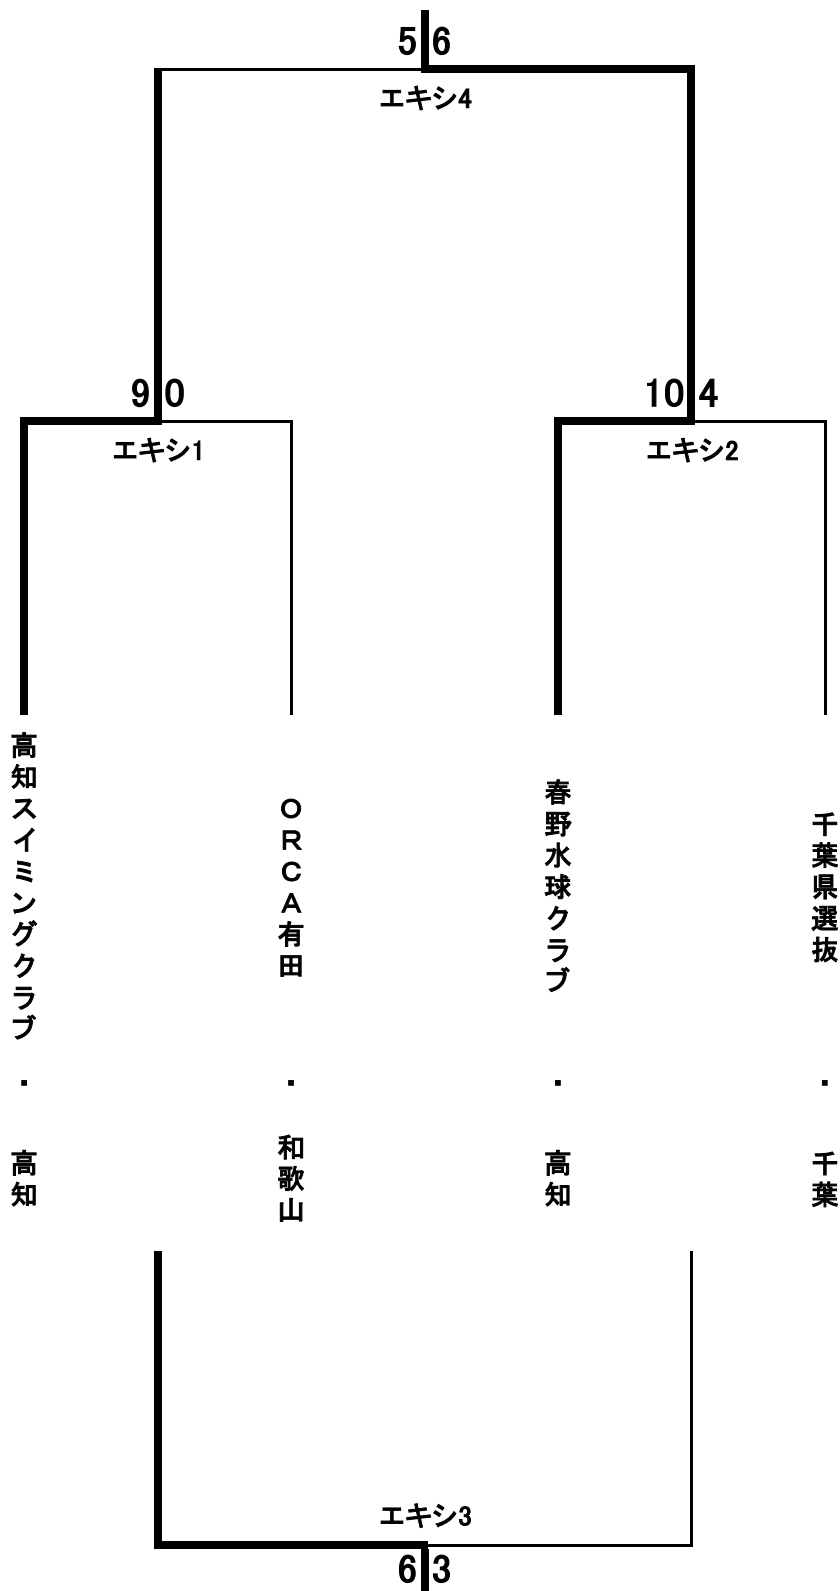 5 6
エキシ4
9 0
10 4
エキシ1
エキシ2
高知スイミングクラブ ・ 高知
ORCA有田 ・ 和歌山
春野水球クラブ ・ 高知
千葉県選抜 ・ 千葉
エキシ3
6 3